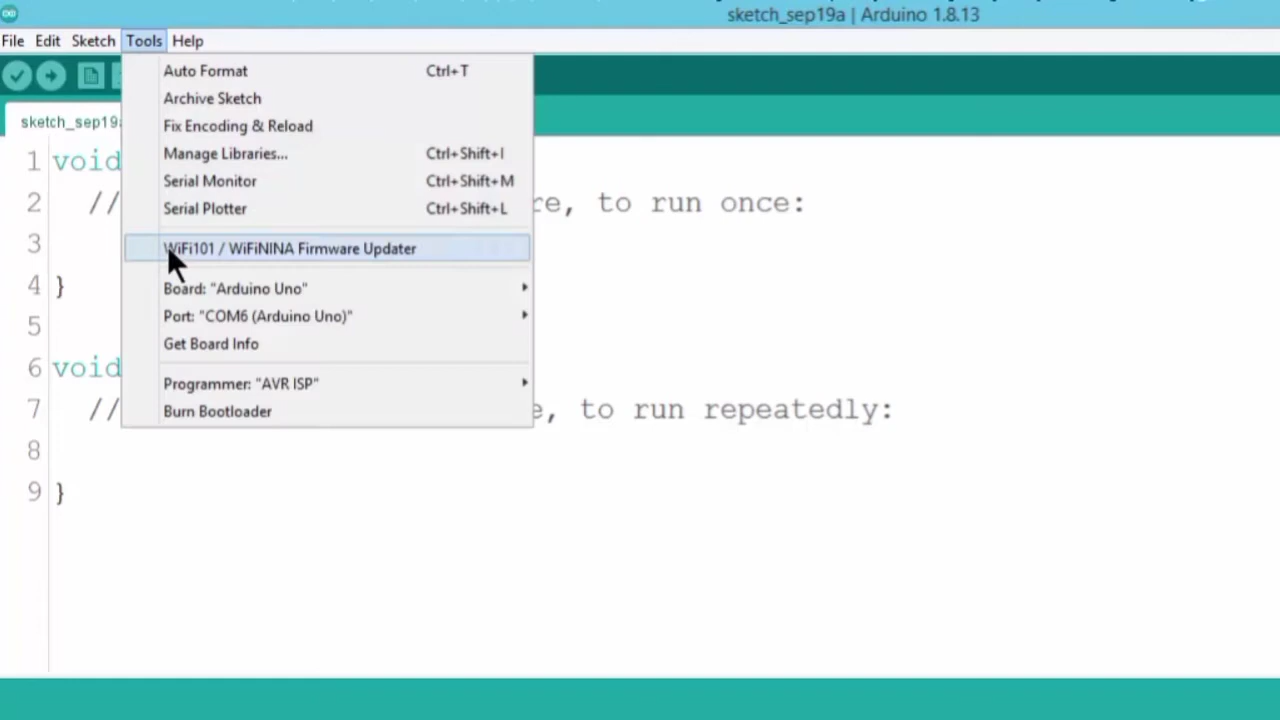 sketch_sep19a | Arduino 1.8.13
File Edit Sketch Tools Help
Auto Format Ctrl+T
Archive Sketch
Fix Encoding & Reload
Manage Libraries... Ctrl+Shift+I
Serial Monitor Ctrl+Shift+M
Serial Plotter Ctrl+Shift+L
WiFi101 / WiFiNINA Firmware Updater
Board: "Arduino Uno"
Port: "COM6 (Arduino Uno)"
Get Board Info
Programmer: "AVR ISP"
Burn Bootloader
sketch_sep19a
1 void
2 // re, to run once:
3
4 }
5
6 void
7 // e, to run repeatedly:
8
9 }